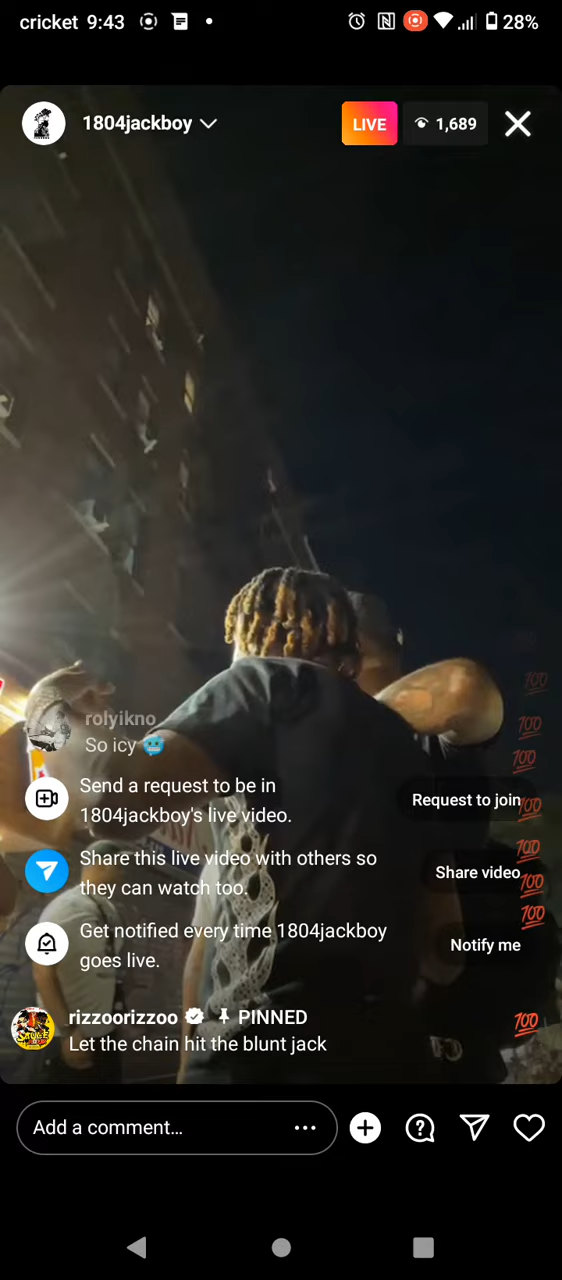 cricket 9:43
28%
1804jackboy
LIVE
1,689
rolyikno
So icy 🥶
Send a request to be in
1804jackboy's live video.
Request to join
Share this live video with others so
they can watch too.
Share video
Get notified every time 1804jackboy
goes live.
Notify me
rizzoorizzoo PINNED
Let the chain hit the blunt jack
Add a comment…
💯
💯
💯
💯
💯
💯
💯
💯